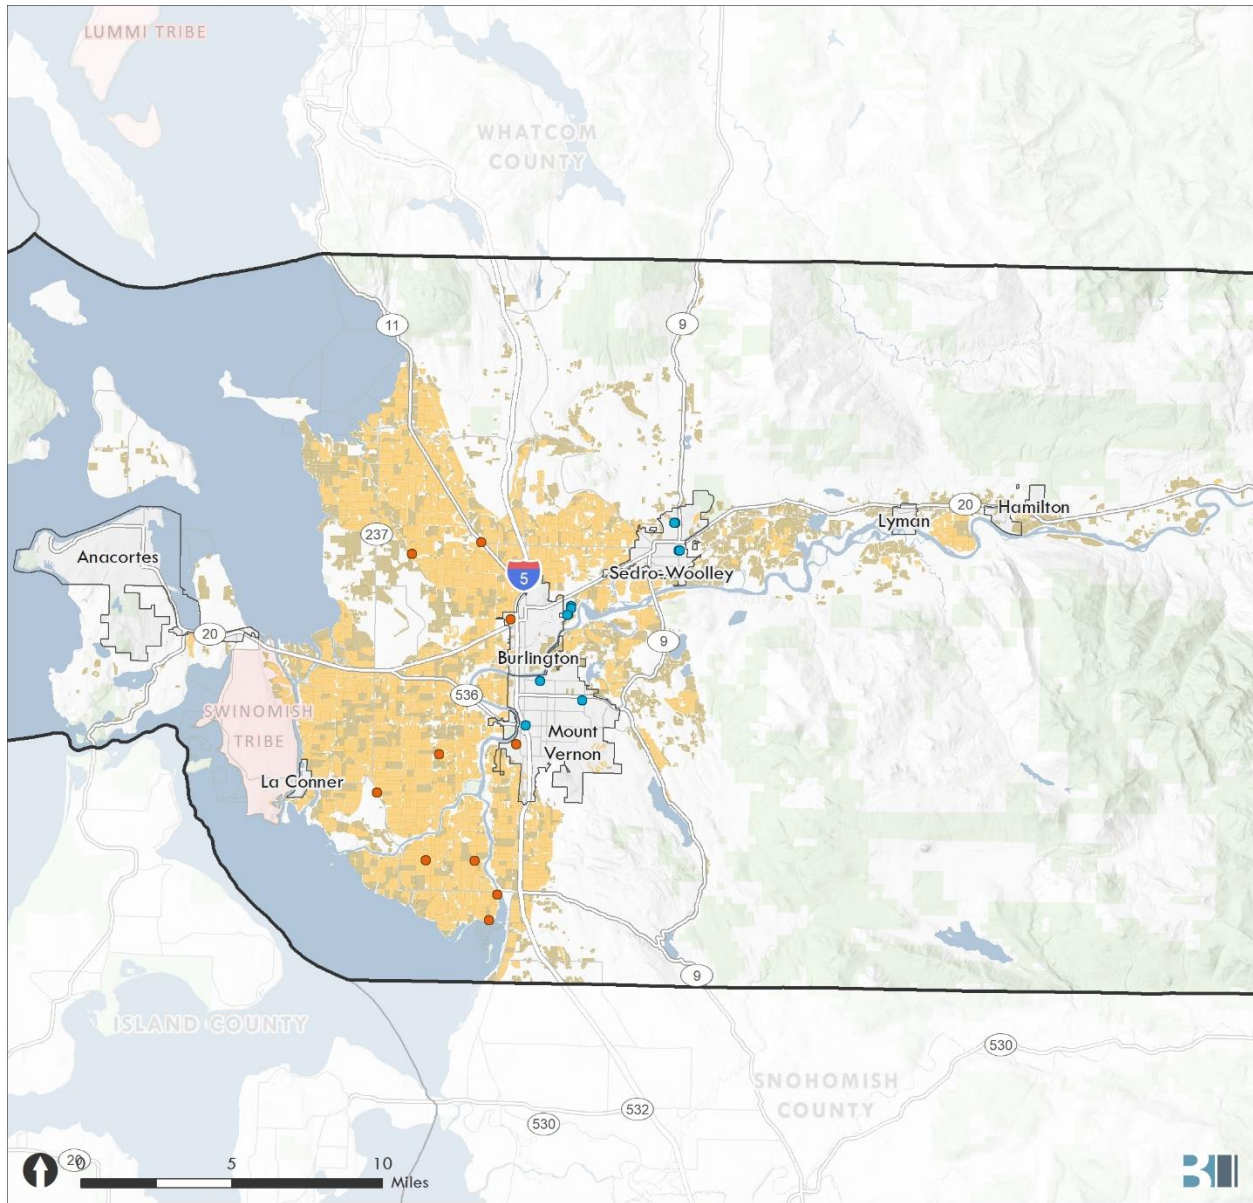 LUMMI TRIBE
WHATCOM
COUNTY
11
9
237
20
Lyman
Hamilton
Anacortes
5
Sedro-Woolley
20
9
Burlington
536
SWINOMISH
TRIBE
Mount
Vernon
La Conner
9
ISLAND COUNTY
530
SNOHOMISH
COUNTY
532
530
20
0
5
10
Miles